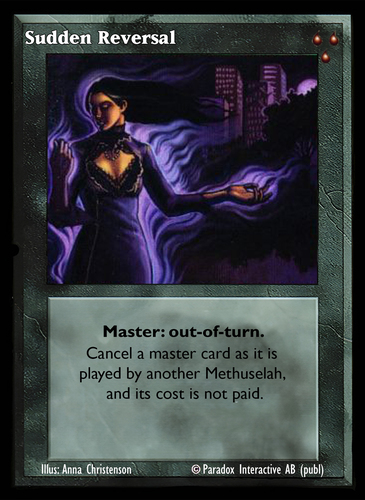 Sudden Reversal
Master: out-of-turn.
Cancel a master card as it is
played by another Methuselah,
and its cost is not paid.
Illus: Anna Christenson
© Paradox Interactive AB (publ)